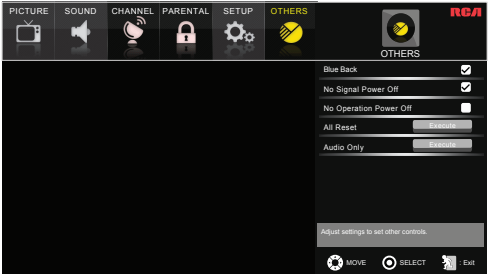 PICTURE SOUND CHANNEL PARENTAL SETUP OTHERS
RCA
OTHERS
Blue Back
No Signal Power Off
No Operation Power Off
All Reset Execute
Audio Only Execute
Adjust settings to set other controls.
MOVE SELECT : Exit